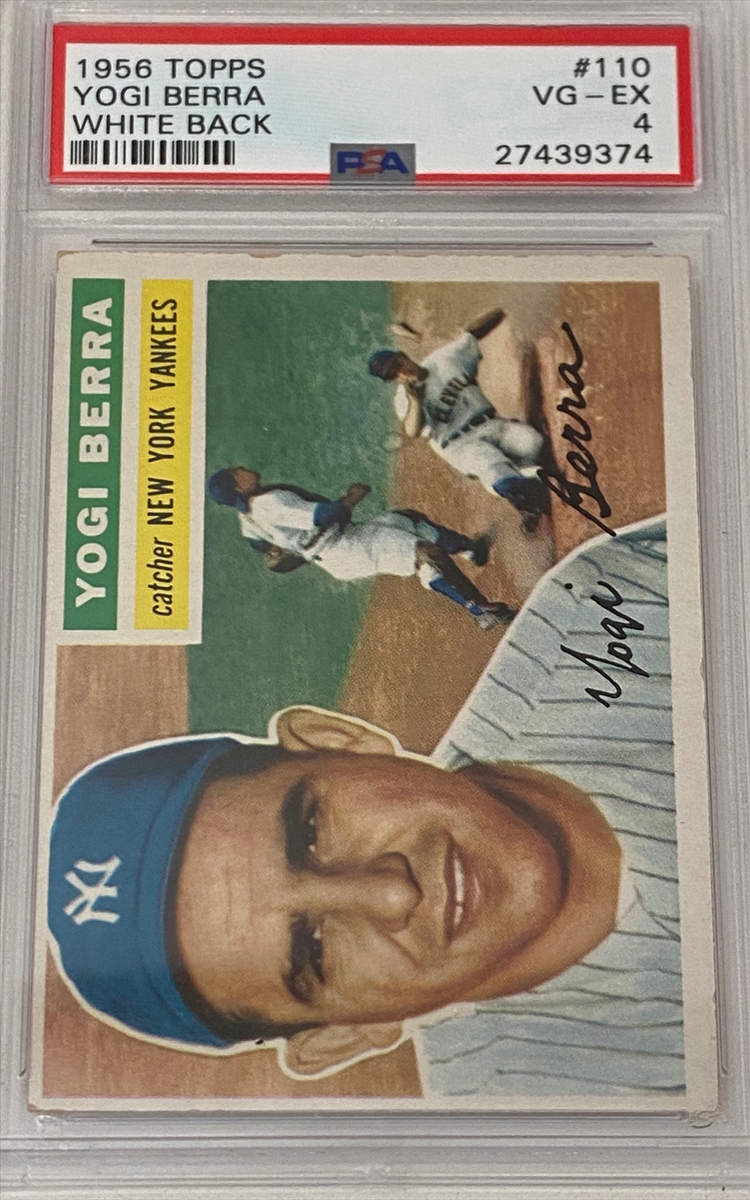 1956 TOPPS #110
YOGI BERRA VG-EX
WHITE BACK 4
27439374
PSA
YOGI BERRA
catcher NEW YORK YANKEES
NY
Yogi Berra